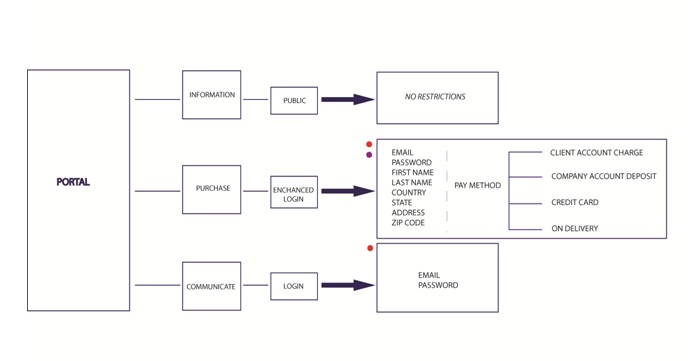 PORTAL
INFORMATION
PUBLIC
NO RESTRICTIONS
PURCHASE
ENCHANCED
LOGIN
EMAIL
PASSWORD
FIRST NAME
LAST NAME
COUNTRY
STATE
ADDRESS
ZIP CODE
PAY METHOD
CLIENT ACCOUNT CHARGE
COMPANY ACCOUNT DEPOSIT
CREDIT CARD
ON DELIVERY
COMMUNICATE
LOGIN
EMAIL
PASSWORD